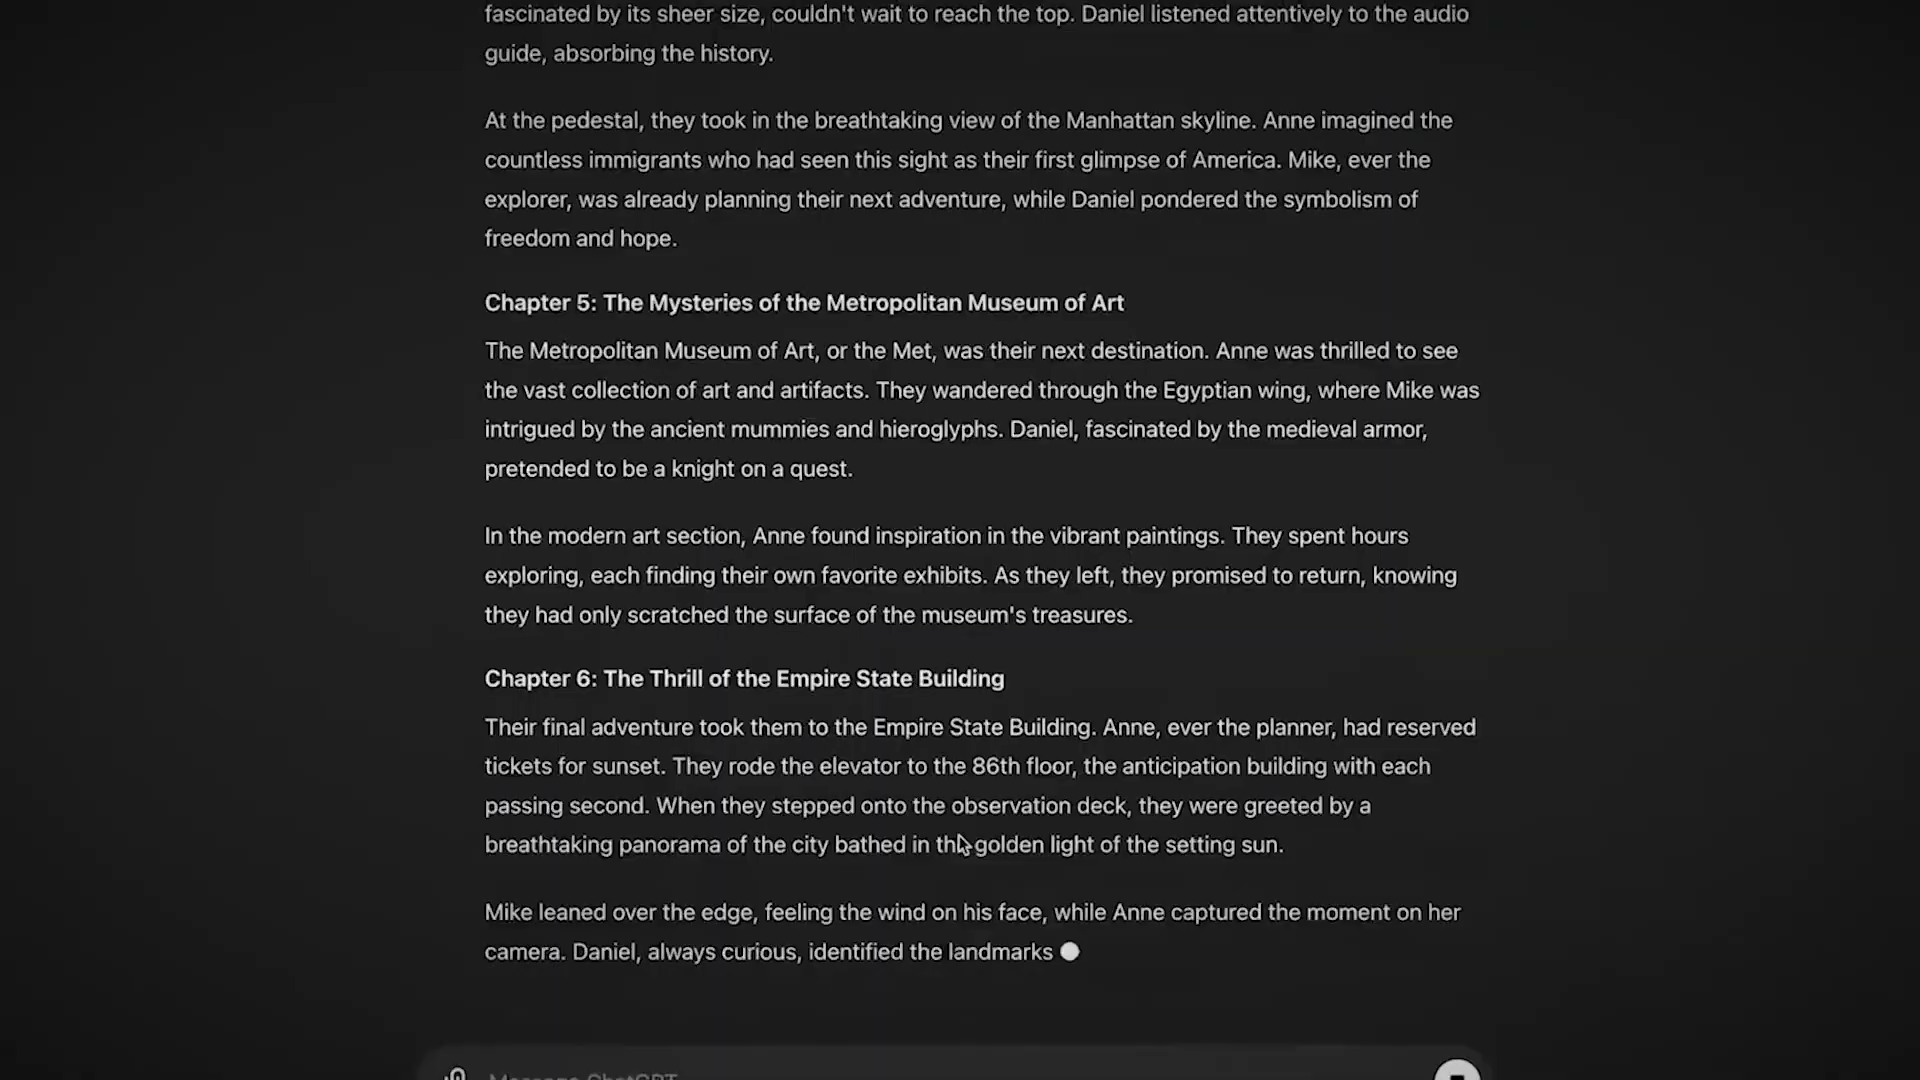 fascinated by its sheer size, couldn't wait to reach the top. Daniel listened attentively to the audio
guide, absorbing the history.
At the pedestal, they took in the breathtaking view of the Manhattan skyline. Anne imagined the
countless immigrants who had seen this sight as their first glimpse of America. Mike, ever the
explorer, was already planning their next adventure, while Daniel pondered the symbolism of
freedom and hope.
Chapter 5: The Mysteries of the Metropolitan Museum of Art
The Metropolitan Museum of Art, or the Met, was their next destination. Anne was thrilled to see
the vast collection of art and artifacts. They wandered through the Egyptian wing, where Mike was
intrigued by the ancient mummies and hieroglyphs. Daniel, fascinated by the medieval armor,
pretended to be a knight on a quest.
In the modern art section, Anne found inspiration in the vibrant paintings. They spent hours
exploring, each finding their own favorite exhibits. As they left, they promised to return, knowing
they had only scratched the surface of the museum's treasures.
Chapter 6: The Thrill of the Empire State Building
Their final adventure took them to the Empire State Building. Anne, ever the planner, had reserved
tickets for sunset. They rode the elevator to the 86th floor, the anticipation building with each
passing second. When they stepped onto the observation deck, they were greeted by a
breathtaking panorama of the city bathed in the golden light of the setting sun.
Mike leaned over the edge, feeling the wind on his face, while Anne captured the moment on her
camera. Daniel, always curious, identified the landmarks
Message ChatGPT